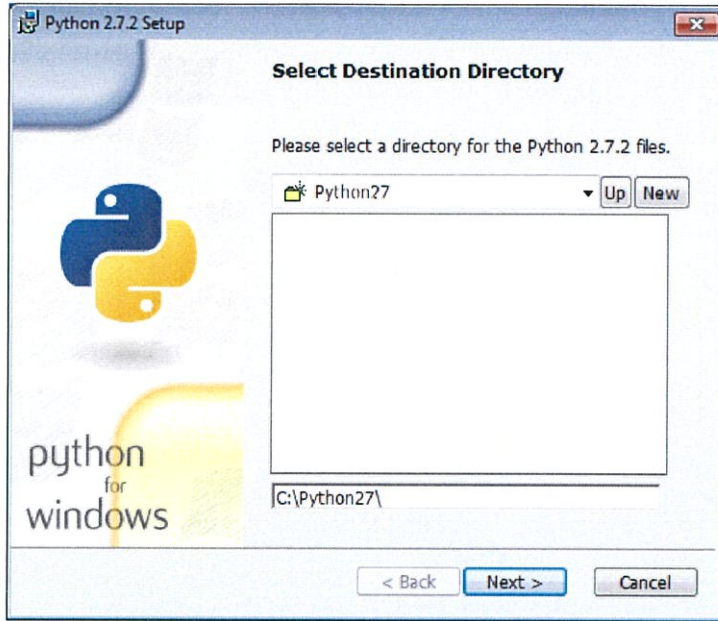 Python 2.7.2 Setup
Select Destination Directory
Please select a directory for the Python 2.7.2 files.
Python27
Up
New
C:\Python27\
python
for
windows
< Back
Next >
Cancel